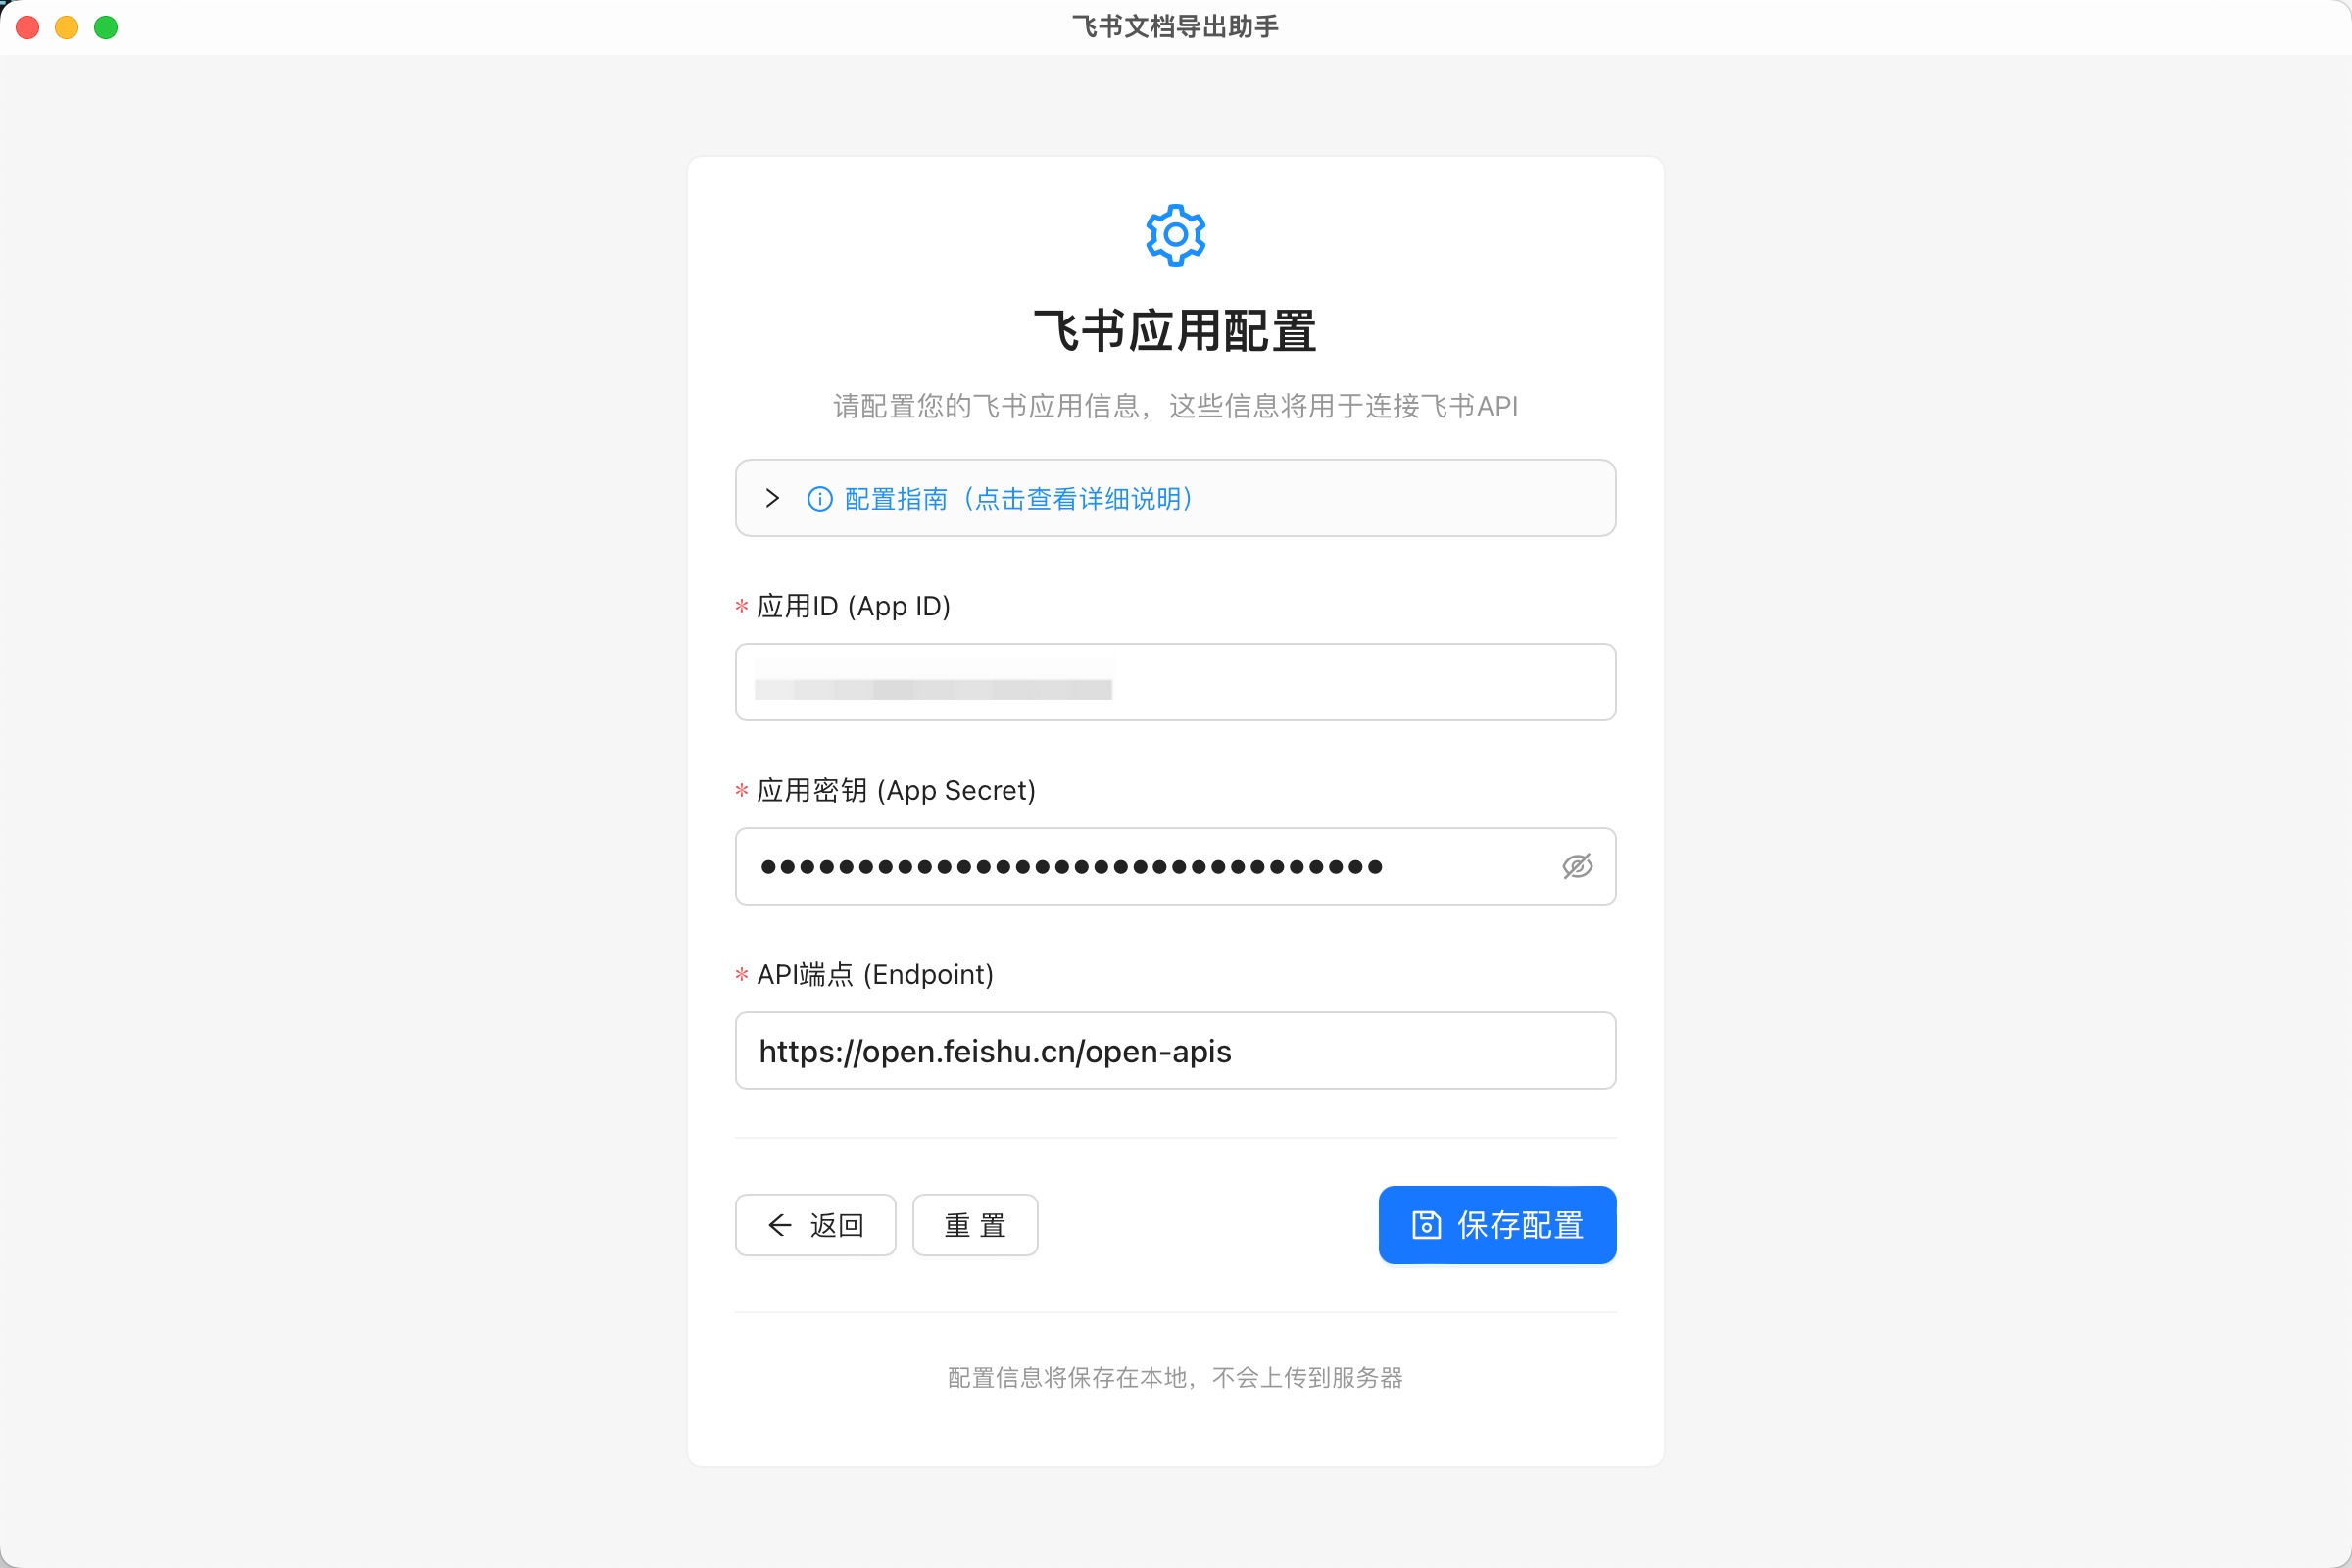 飞书文档导出助手
飞书应用配置
请配置您的飞书应用信息，这些信息将用于连接飞书API
配置指南（点击查看详细说明）
* 应用ID (App ID)
* 应用密钥 (App Secret)
●●●●●●●●●●●●●●●●●●●●●●●●●●●●●●●●
* API端点 (Endpoint)
https://open.feishu.cn/open-apis
返回
重 置
保存配置
配置信息将保存在本地，不会上传到服务器